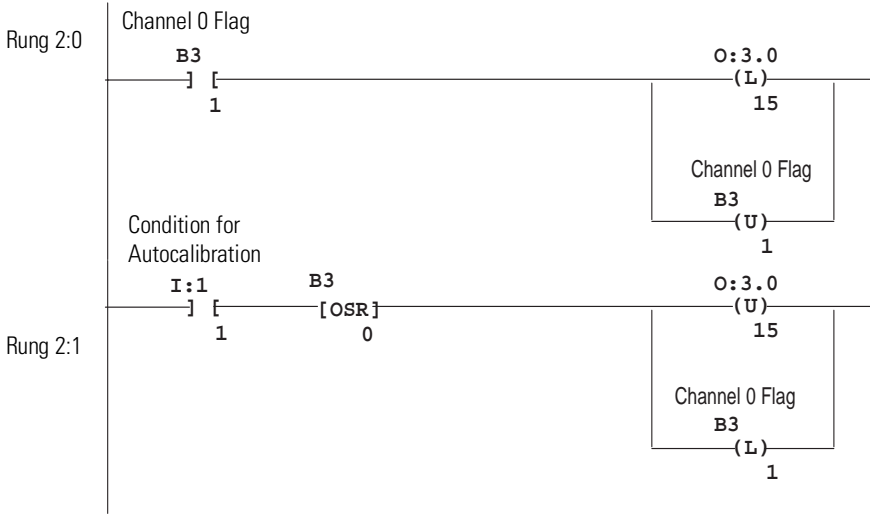 Channel 0 Flag
Rung 2:0
B3
O:3.0
] [
(L)
1
15
Channel 0 Flag
B3
(U)
1
Condition for
Autocalibration
I:1
B3
O:3.0
] [
[OSR]
(U)
1
0
15
Rung 2:1
Channel 0 Flag
B3
(L)
1